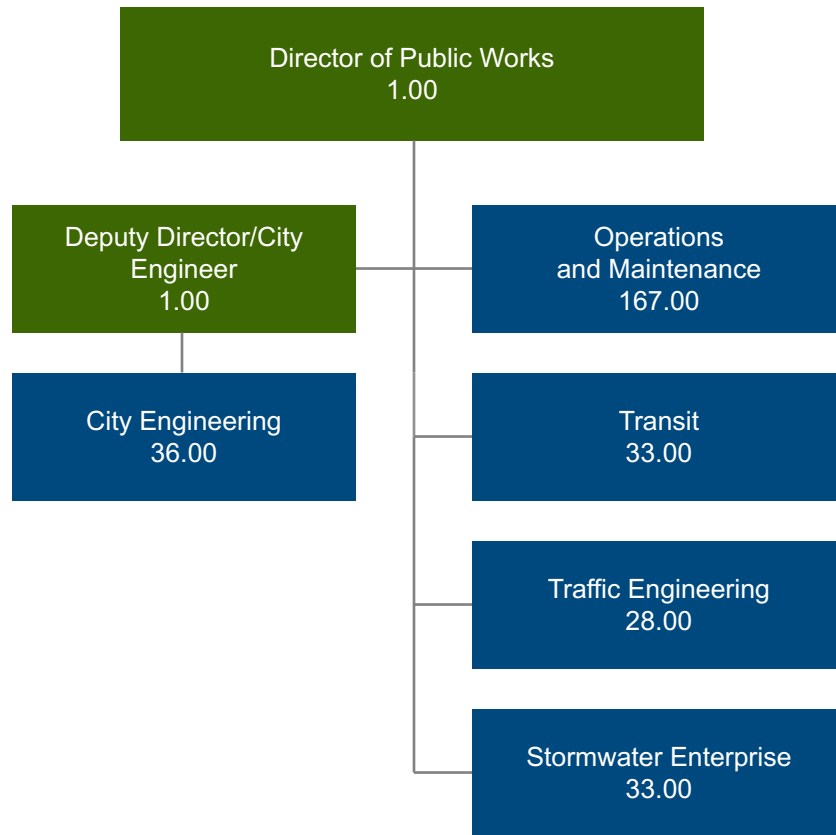 Director of Public Works
1.00
Deputy Director/City
Engineer
1.00
Operations
and Maintenance
167.00
City Engineering
36.00
Transit
33.00
Traffic Engineering
28.00
Stormwater Enterprise
33.00